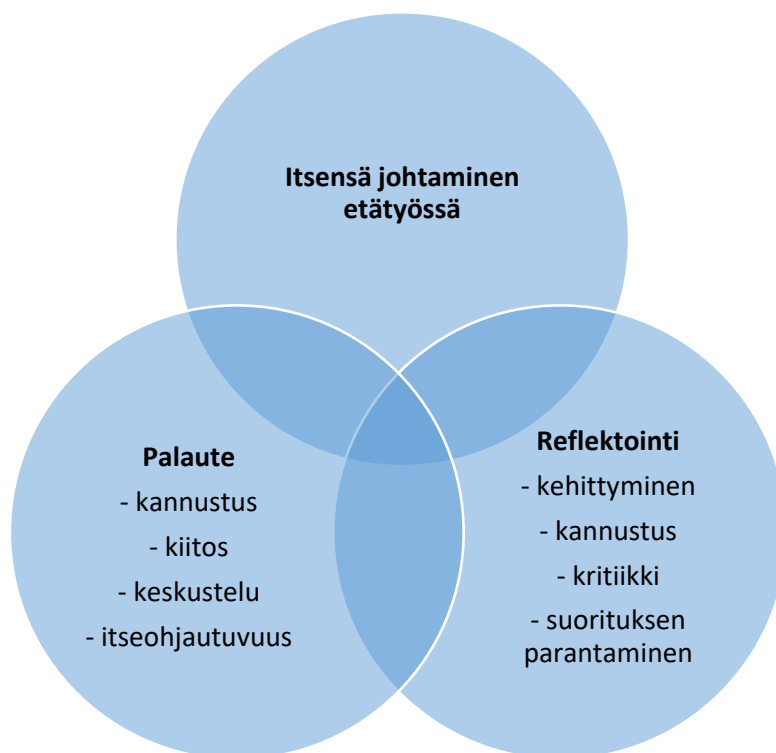 Itsensä johtaminen
etätyössä
Palaute
- kannustus
- kiitos
- keskustelu
- itseohjautuvuus
Reflektointi
- kehittyminen
- kannustus
- kritiikki
- suorituksen
parantaminen